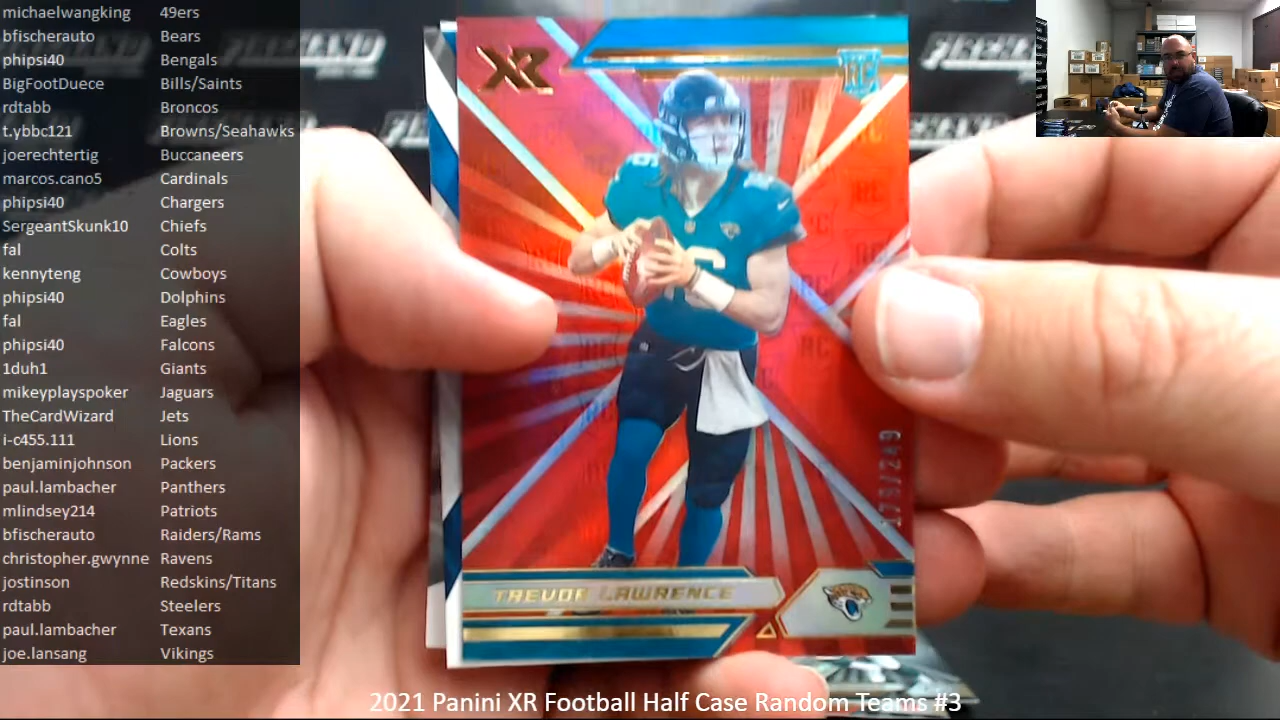 michaelwangking 49ers
bfischerauto Bears
phipsi40 Bengals
BigFootDuece Bills/Saints
rdtabb Broncos
t.ybbc121 Browns/Seahawks
joerechtertig Buccaneers
marcos.cano5 Cardinals
phipsi40 Chargers
SergeantSkunk10 Chiefs
fal Colts
kennyteng Cowboys
phipsi40 Dolphins
fal Eagles
phipsi40 Falcons
1duh1 Giants
mikeyplayspoker Jaguars
TheCardWizard Jets
i-c455.111 Lions
benjaminjohnson Packers
paul.lambacher Panthers
mlindsey214 Patriots
bfischerauto Raiders/Rams
christopher.gwynne Ravens
jostinson Redskins/Titans
rdtabb Steelers
paul.lambacher Texans
joe.lansang Vikings
XR
RC
16
TREVOR LAWRENCE
2021 Panini XR Football Half Case Random Teams #3